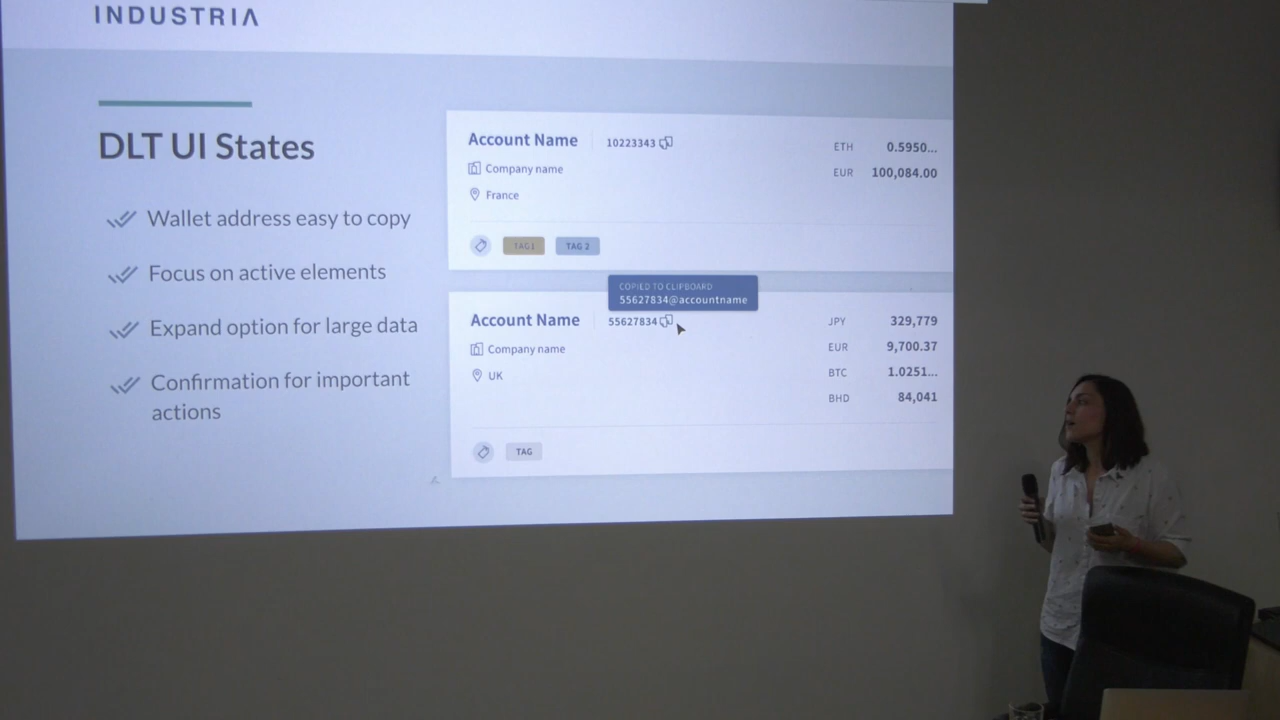 INDUSTRIA
DLT UI States
Wallet address easy to copy
Focus on active elements
Expand option for large data
Confirmation for important
actions
Account Name 10223343
Company name
France
ETH 0.5950...
EUR 100,084.00
TAG1 TAG 2
COPIED TO CLIPBOARD
55627834@accountname
Account Name 55627834
Company name
UK
JPY 329,779
EUR 9,700.37
BTC 1.0251...
BHD 84,041
TAG